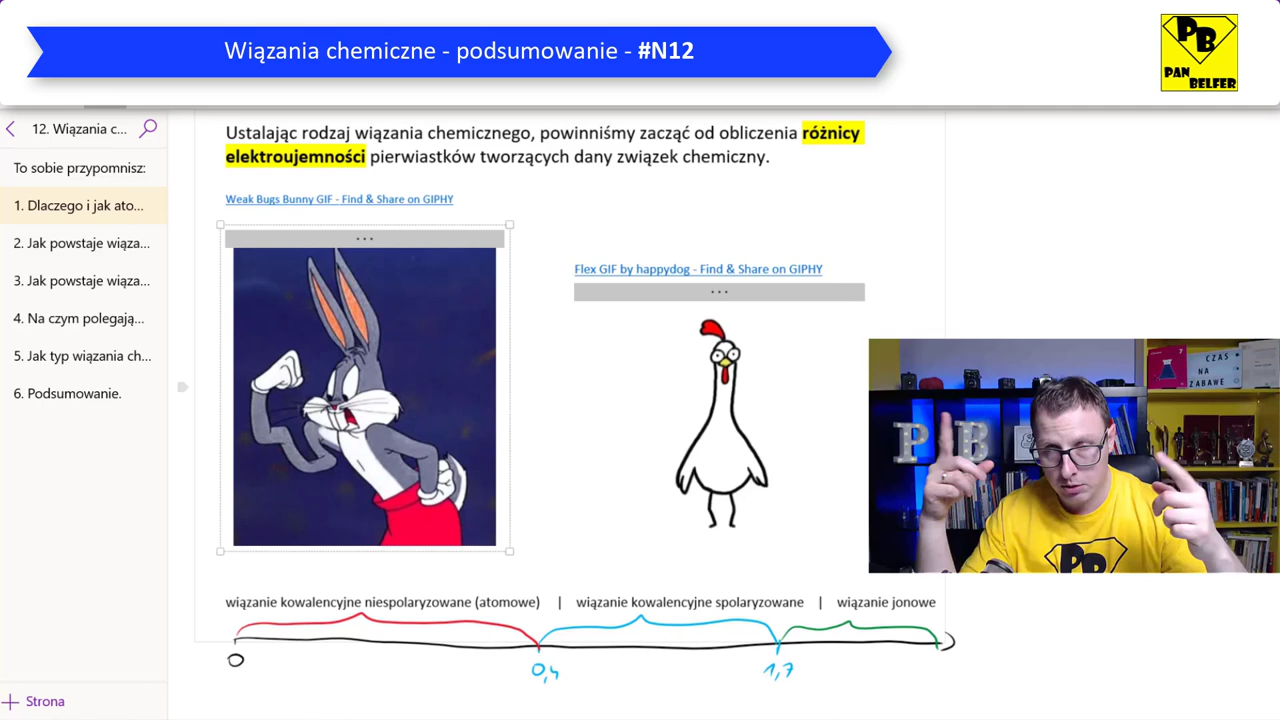 Wiązania chemiczne - podsumowanie - #N12
PB
PAN
BELFER
12. Wiązania c...
To sobie przypomnisz:
1. Dlaczego i jak ato...
2. Jak powstaje wiąza...
3. Jak powstaje wiąza...
4. Na czym polegają...
5. Jak typ wiązania ch...
6. Podsumowanie.
Strona
Ustalając rodzaj wiązania chemicznego, powinniśmy zacząć od obliczenia różnicy
elektroujemności pierwiastków tworzących dany związek chemiczny.
Weak Bugs Bunny GIF - Find & Share on GIPHY
Flex GIF by happydog - Find & Share on GIPHY
CZAS
NA
ZABAWE
P B
PB
wiązanie kowalencyjne niespolaryzowane (atomowe) | wiązanie kowalencyjne spolaryzowane | wiązanie jonowe
0
0,4
1,7